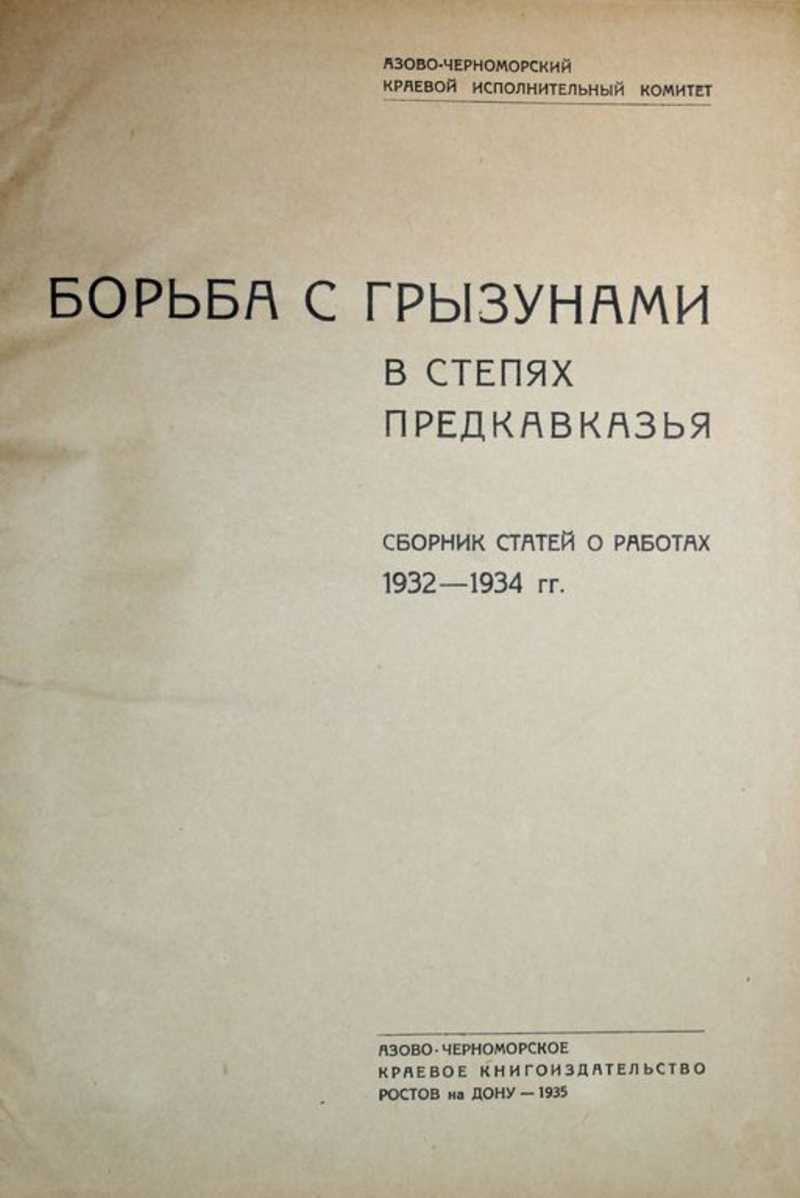 АЗОВО-ЧЕРНОМОРСКИЙ
КРАЕВОЙ ИСПОЛНИТЕЛЬНЫЙ КОМИТЕТ
БОРЬБА С ГРЫЗУНАМИ
В СТЕПЯХ
ПРЕДКАВКАЗЬЯ
СБОРНИК СТАТЕЙ О РАБОТАХ
1932—1934 гг.
АЗОВО-ЧЕРНОМОРСКОЕ
КРАЕВОЕ КНИГОИЗДАТЕЛЬСТВО
РОСТОВ на ДОНУ — 1935